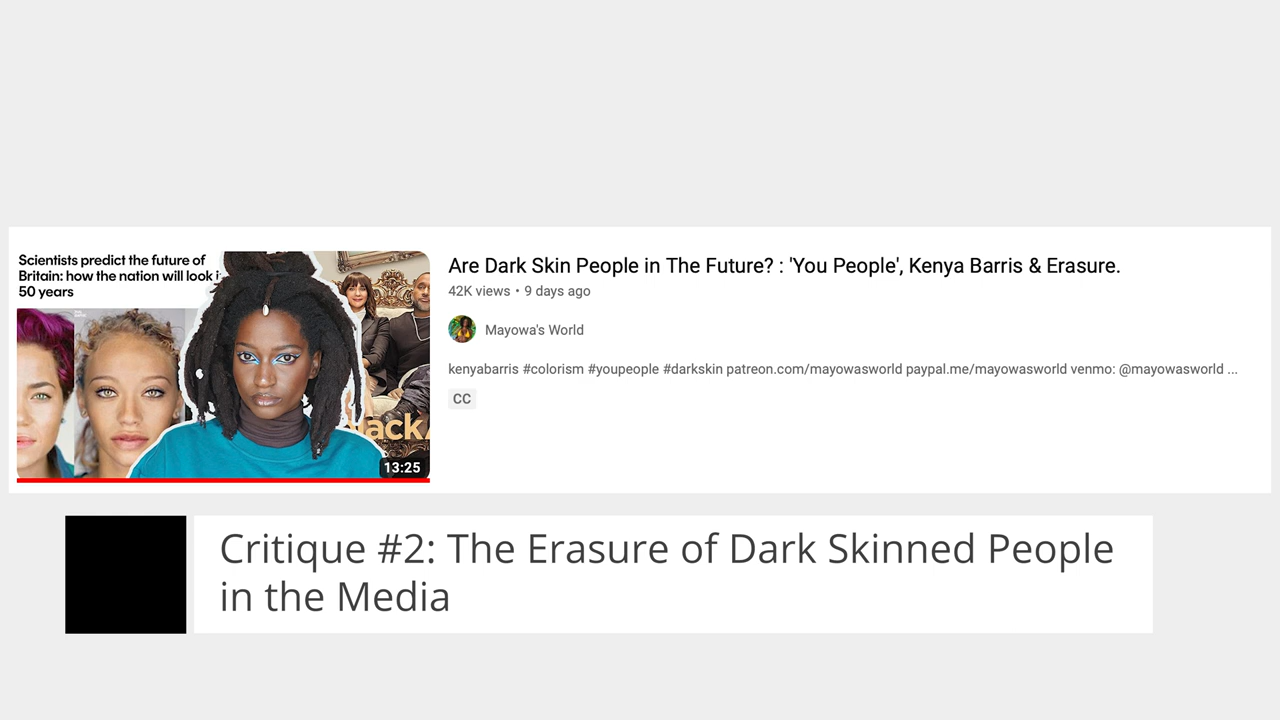 Scientists predict the future of
Britain: how the nation will look
50 years
ack
13:25
Are Dark Skin People in The Future? : 'You People', Kenya Barris & Erasure.
42K views • 9 days ago
Mayowa's World
kenyabarris #colorism #youpeople #darkskin patreon.com/mayowasworld paypal.me/mayowasworld venmo: @mayowasworld ...
CC
Critique #2: The Erasure of Dark Skinned People
in the Media